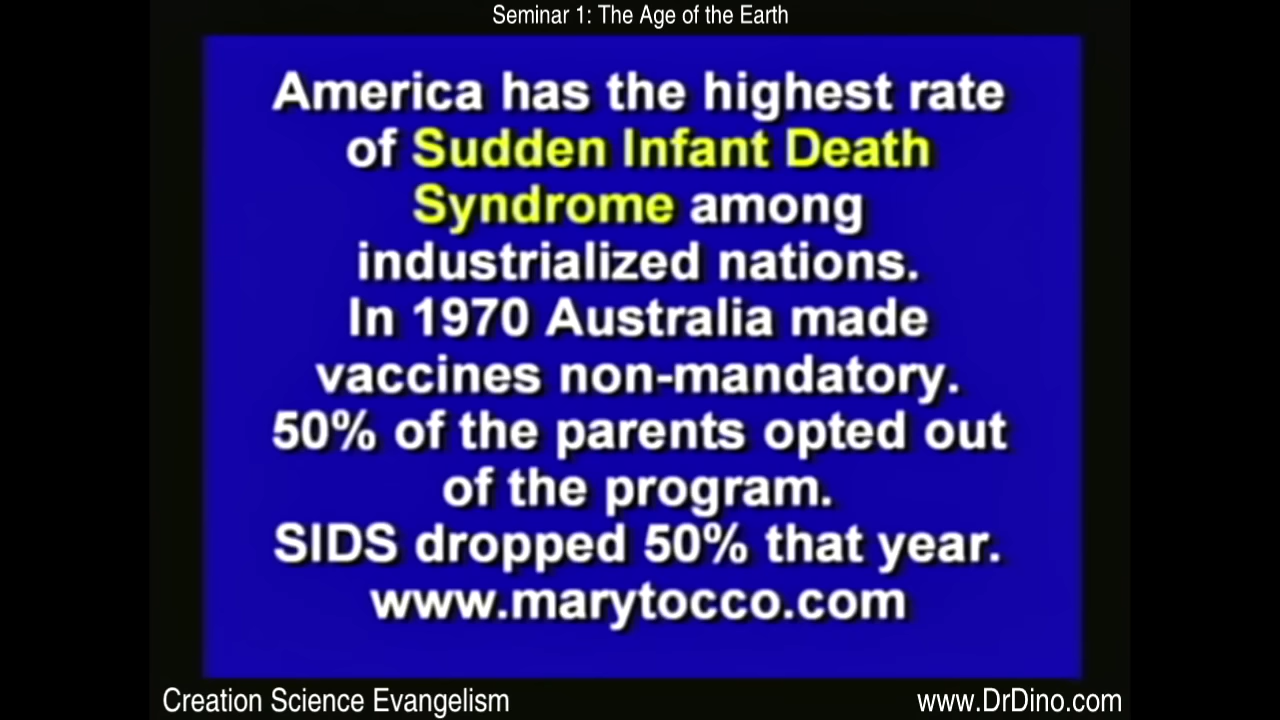 Seminar 1: The Age of the Earth
America has the highest rate
of Sudden Infant Death
Syndrome among
industrialized nations.
In 1970 Australia made
vaccines non-mandatory.
50% of the parents opted out
of the program.
SIDS dropped 50% that year.
www.marytocco.com
Creation Science Evangelism
www.DrDino.com